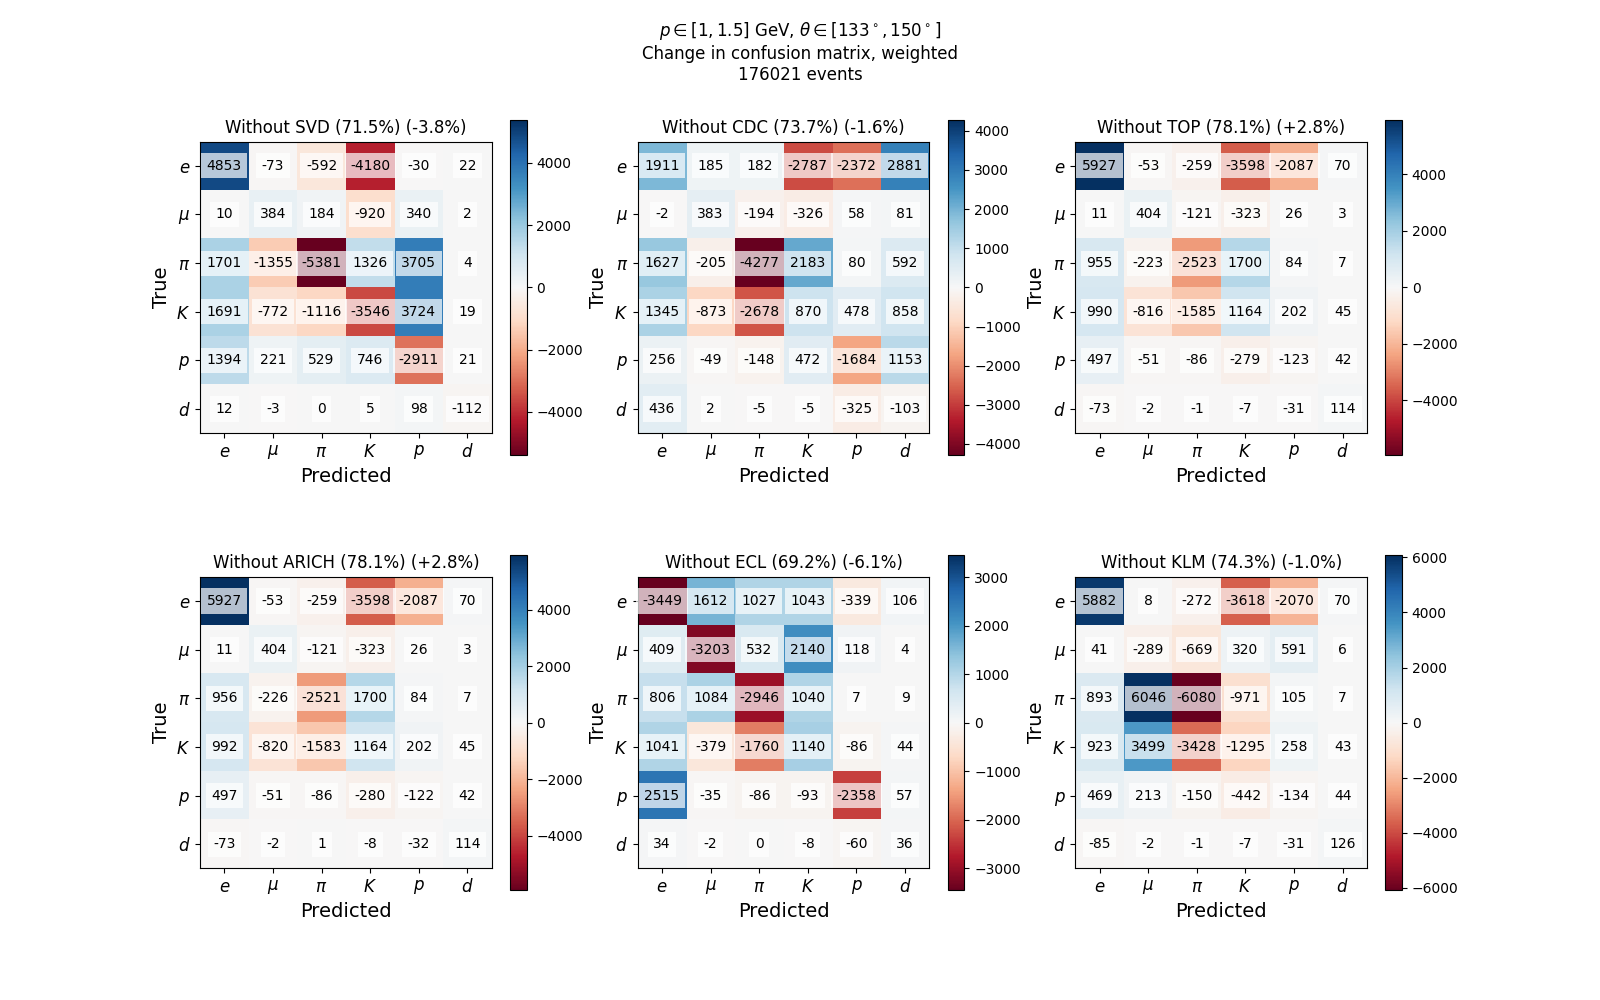 p ∈ [1, 1.5] GeV, θ ∈ [133°, 150°]
Change in confusion matrix, weighted
176021 events
Without SVD (71.5%) (-3.8%)
e 4853 -73 -592 -4180 -30 22
μ 10 384 184 -920 340 2
π 1701 -1355 -5381 1326 3705 4
K 1691 -772 -1116 -3546 3724 19
p 1394 221 529 746 -2911 21
d 12 -3 0 5 98 -112
e μ π K p d
Predicted
True
4000
2000
0
−2000
−4000
Without CDC (73.7%) (-1.6%)
1911 185 182 -2787 -2372 2881
-2 383 -194 -326 58 81
1627 -205 -4277 2183 80 592
1345 -873 -2678 870 478 858
256 -49 -148 472 -1684 1153
436 2 -5 -5 -325 -103
e μ π K p d
Predicted
True
4000
3000
2000
1000
0
−1000
−2000
−3000
−4000
Without TOP (78.1%) (+2.8%)
e 5927 -53 -259 -3598 -2087 70
μ 11 404 -121 -323 26 3
π 955 -223 -2523 1700 84 7
K 990 -816 -1585 1164 202 45
p 497 -51 -86 -279 -123 42
d -73 -2 -1 -7 -31 114
e μ π K p d
Predicted
True
4000
2000
0
−2000
−4000
Without ARICH (78.1%) (+2.8%)
e 5927 -53 -259 -3598 -2087 70
μ 11 404 -121 -323 26 3
π 956 -226 -2521 1700 84 7
K 992 -820 -1583 1164 202 45
p 497 -51 -86 -280 -122 42
d -73 -2 1 -8 -32 114
e μ π K p d
Predicted
True
4000
2000
0
−2000
−4000
Without ECL (69.2%) (-6.1%)
e -3449 1612 1027 1043 -339 106
μ 409 -3203 532 2140 118 4
π 806 1084 -2946 1040 7 9
K 1041 -379 -1760 1140 -86 44
p 2515 -35 -86 -93 -2358 57
d 34 -2 0 -8 -60 36
e μ π K p d
Predicted
True
3000
2000
1000
0
−1000
−2000
−3000
Without KLM (74.3%) (-1.0%)
e 5882 8 -272 -3618 -2070 70
μ 41 -289 -669 320 591 6
π 893 6046 -6080 -971 105 7
K 923 3499 -3428 -1295 258 43
p 469 213 -150 -442 -134 44
d -85 -2 -1 -7 -31 126
e μ π K p d
Predicted
True
6000
4000
2000
0
−2000
−4000
−6000